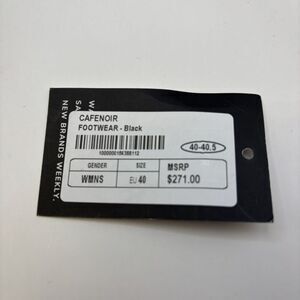 CAFENOIR
FOOTWEAR - Black
40-40.5
GENDER SIZE MSRP
WMNS EU 40 $271.00
NEW BRANDS WEEKLY.